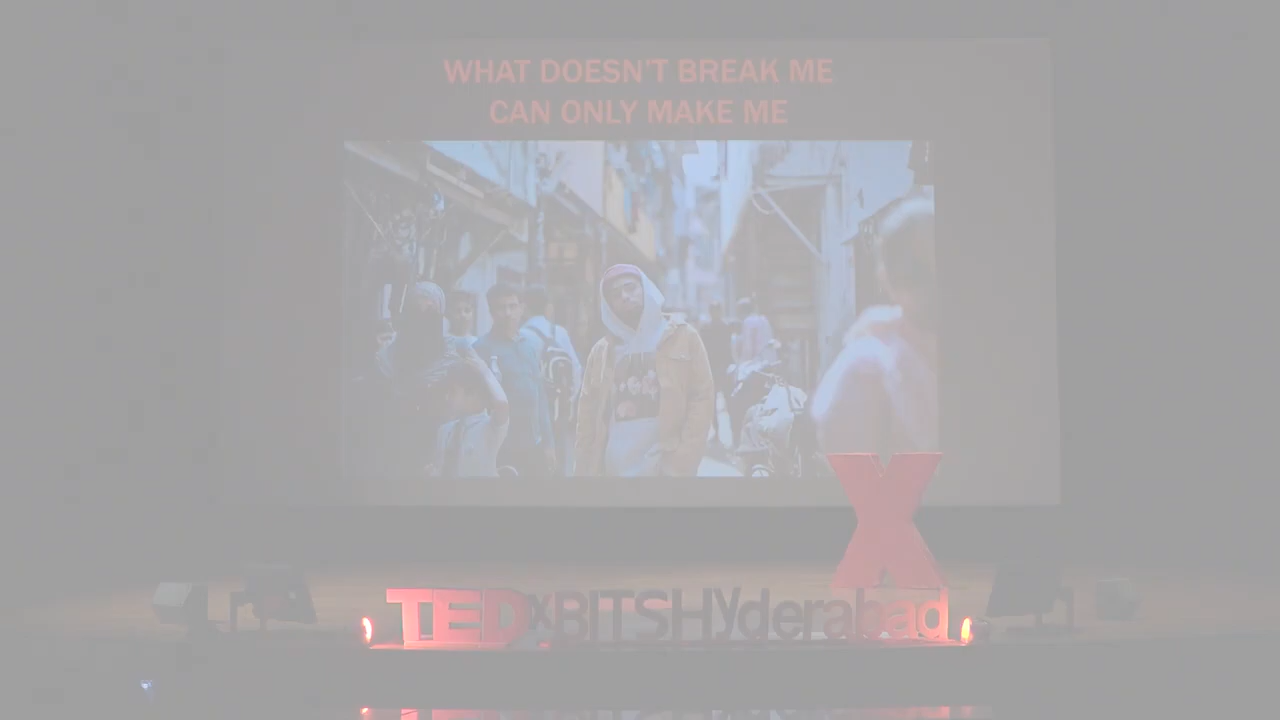 WHAT DOESN'T BREAK ME
CAN ONLY MAKE ME
X
TEDxBITSHyderabad